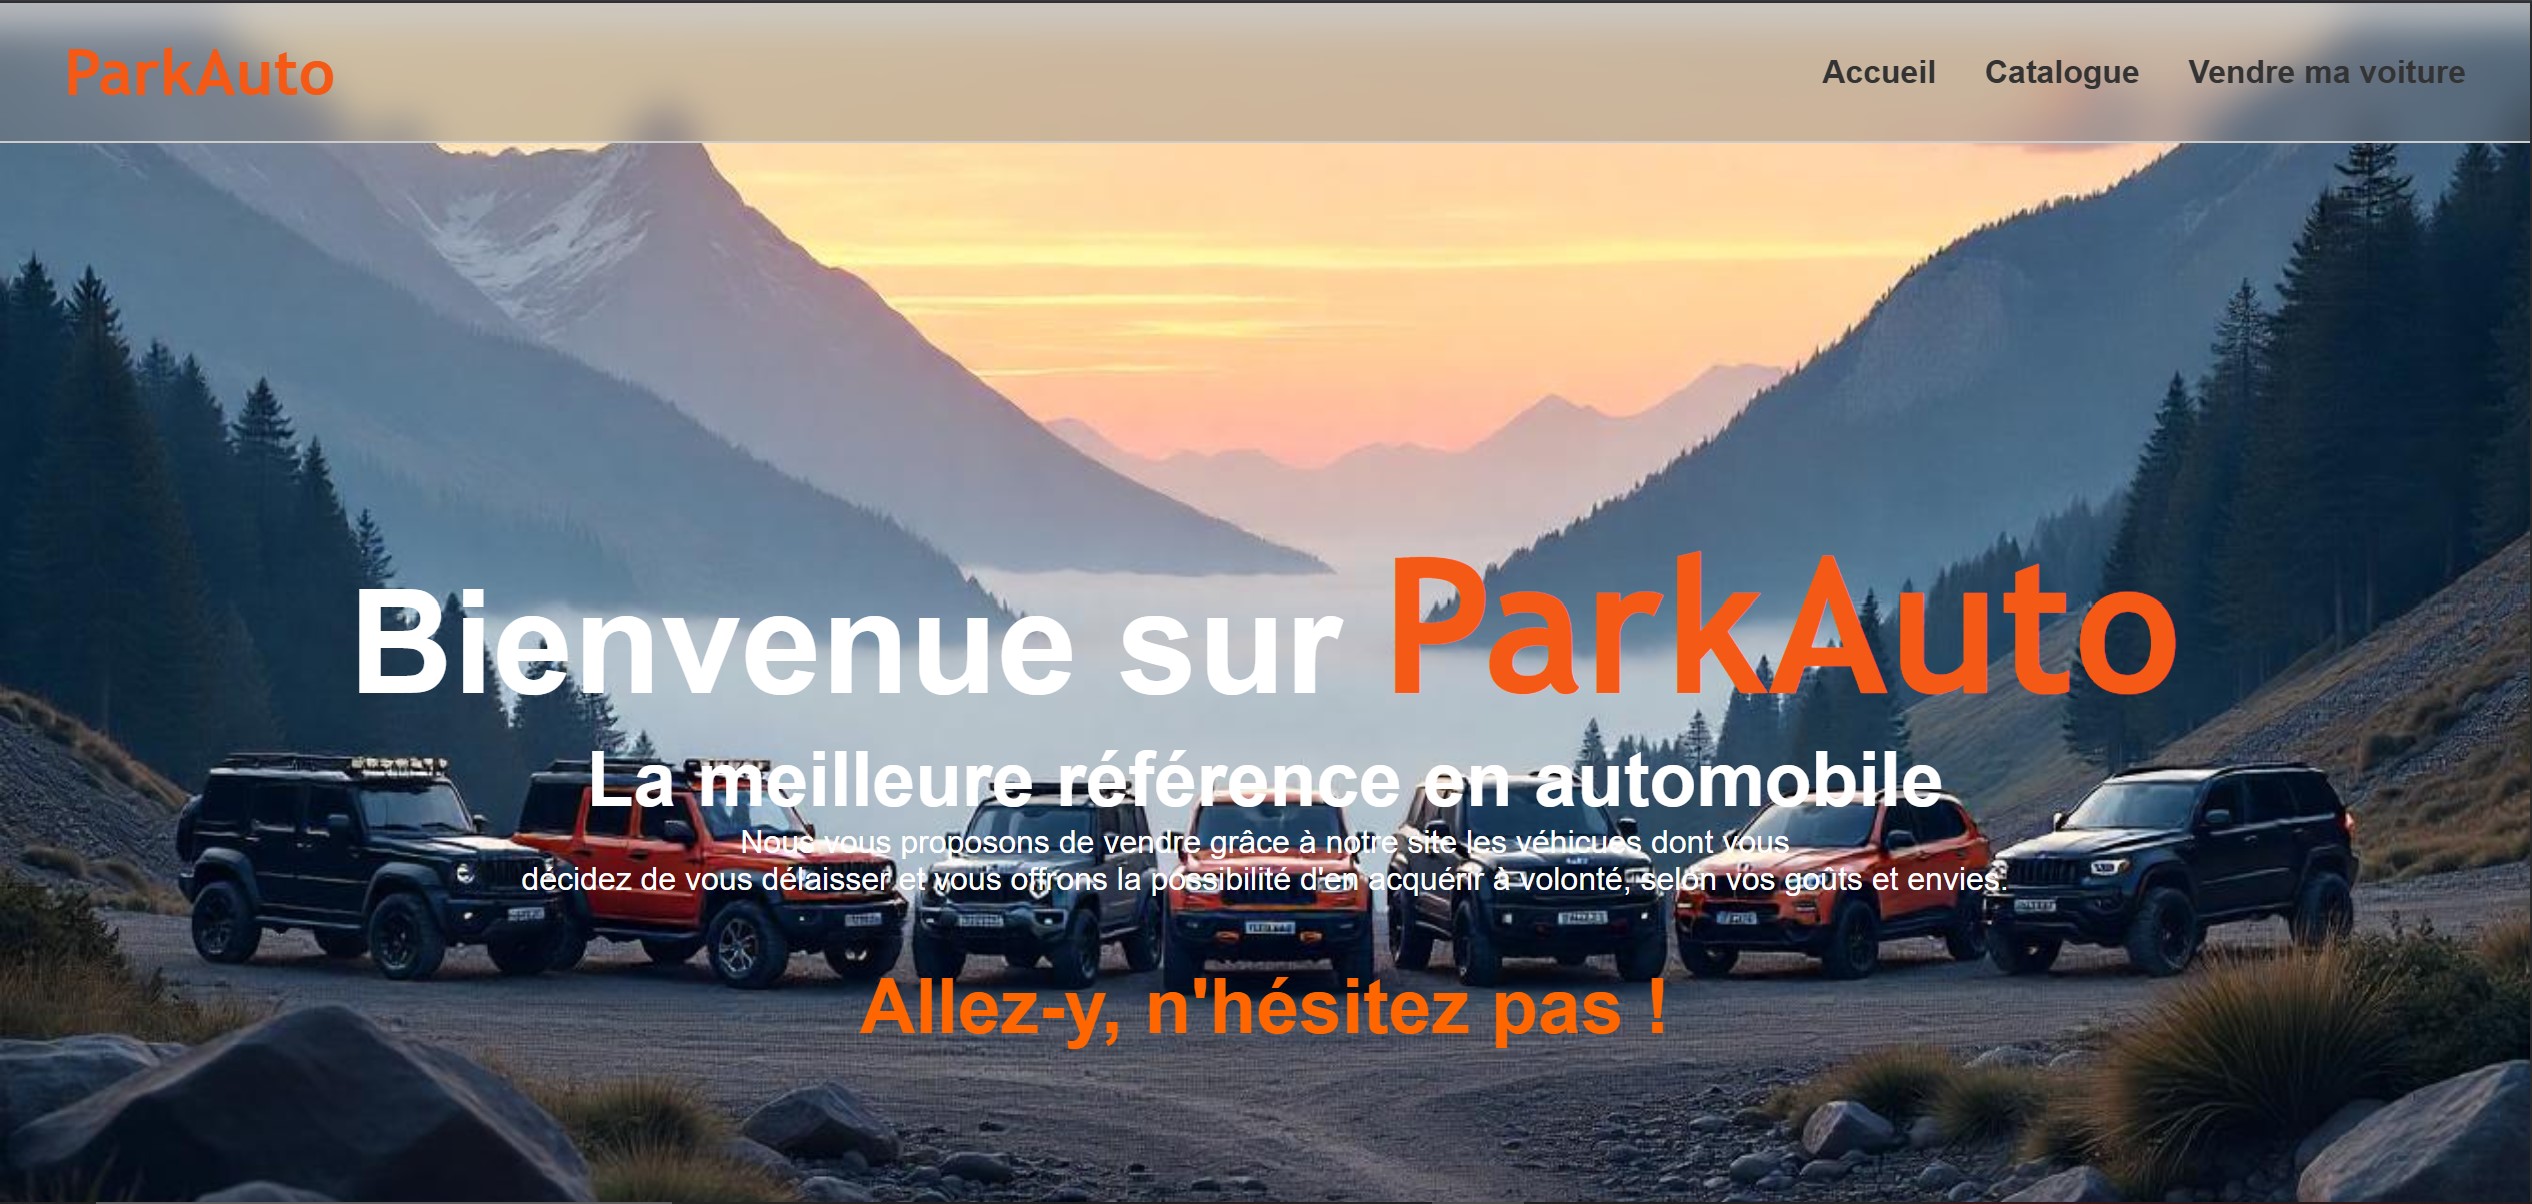 ParkAuto
Accueil Catalogue Vendre ma voiture
Bienvenue sur ParkAuto
La meilleure référence en automobile
Nous vous proposons de vendre grâce à notre site les véhicues dont vous
décidez de vous délaisser et vous offrons la possibilité d'en acquérir à volonté, selon vos goûts et envies.
Allez-y, n'hésitez pas !